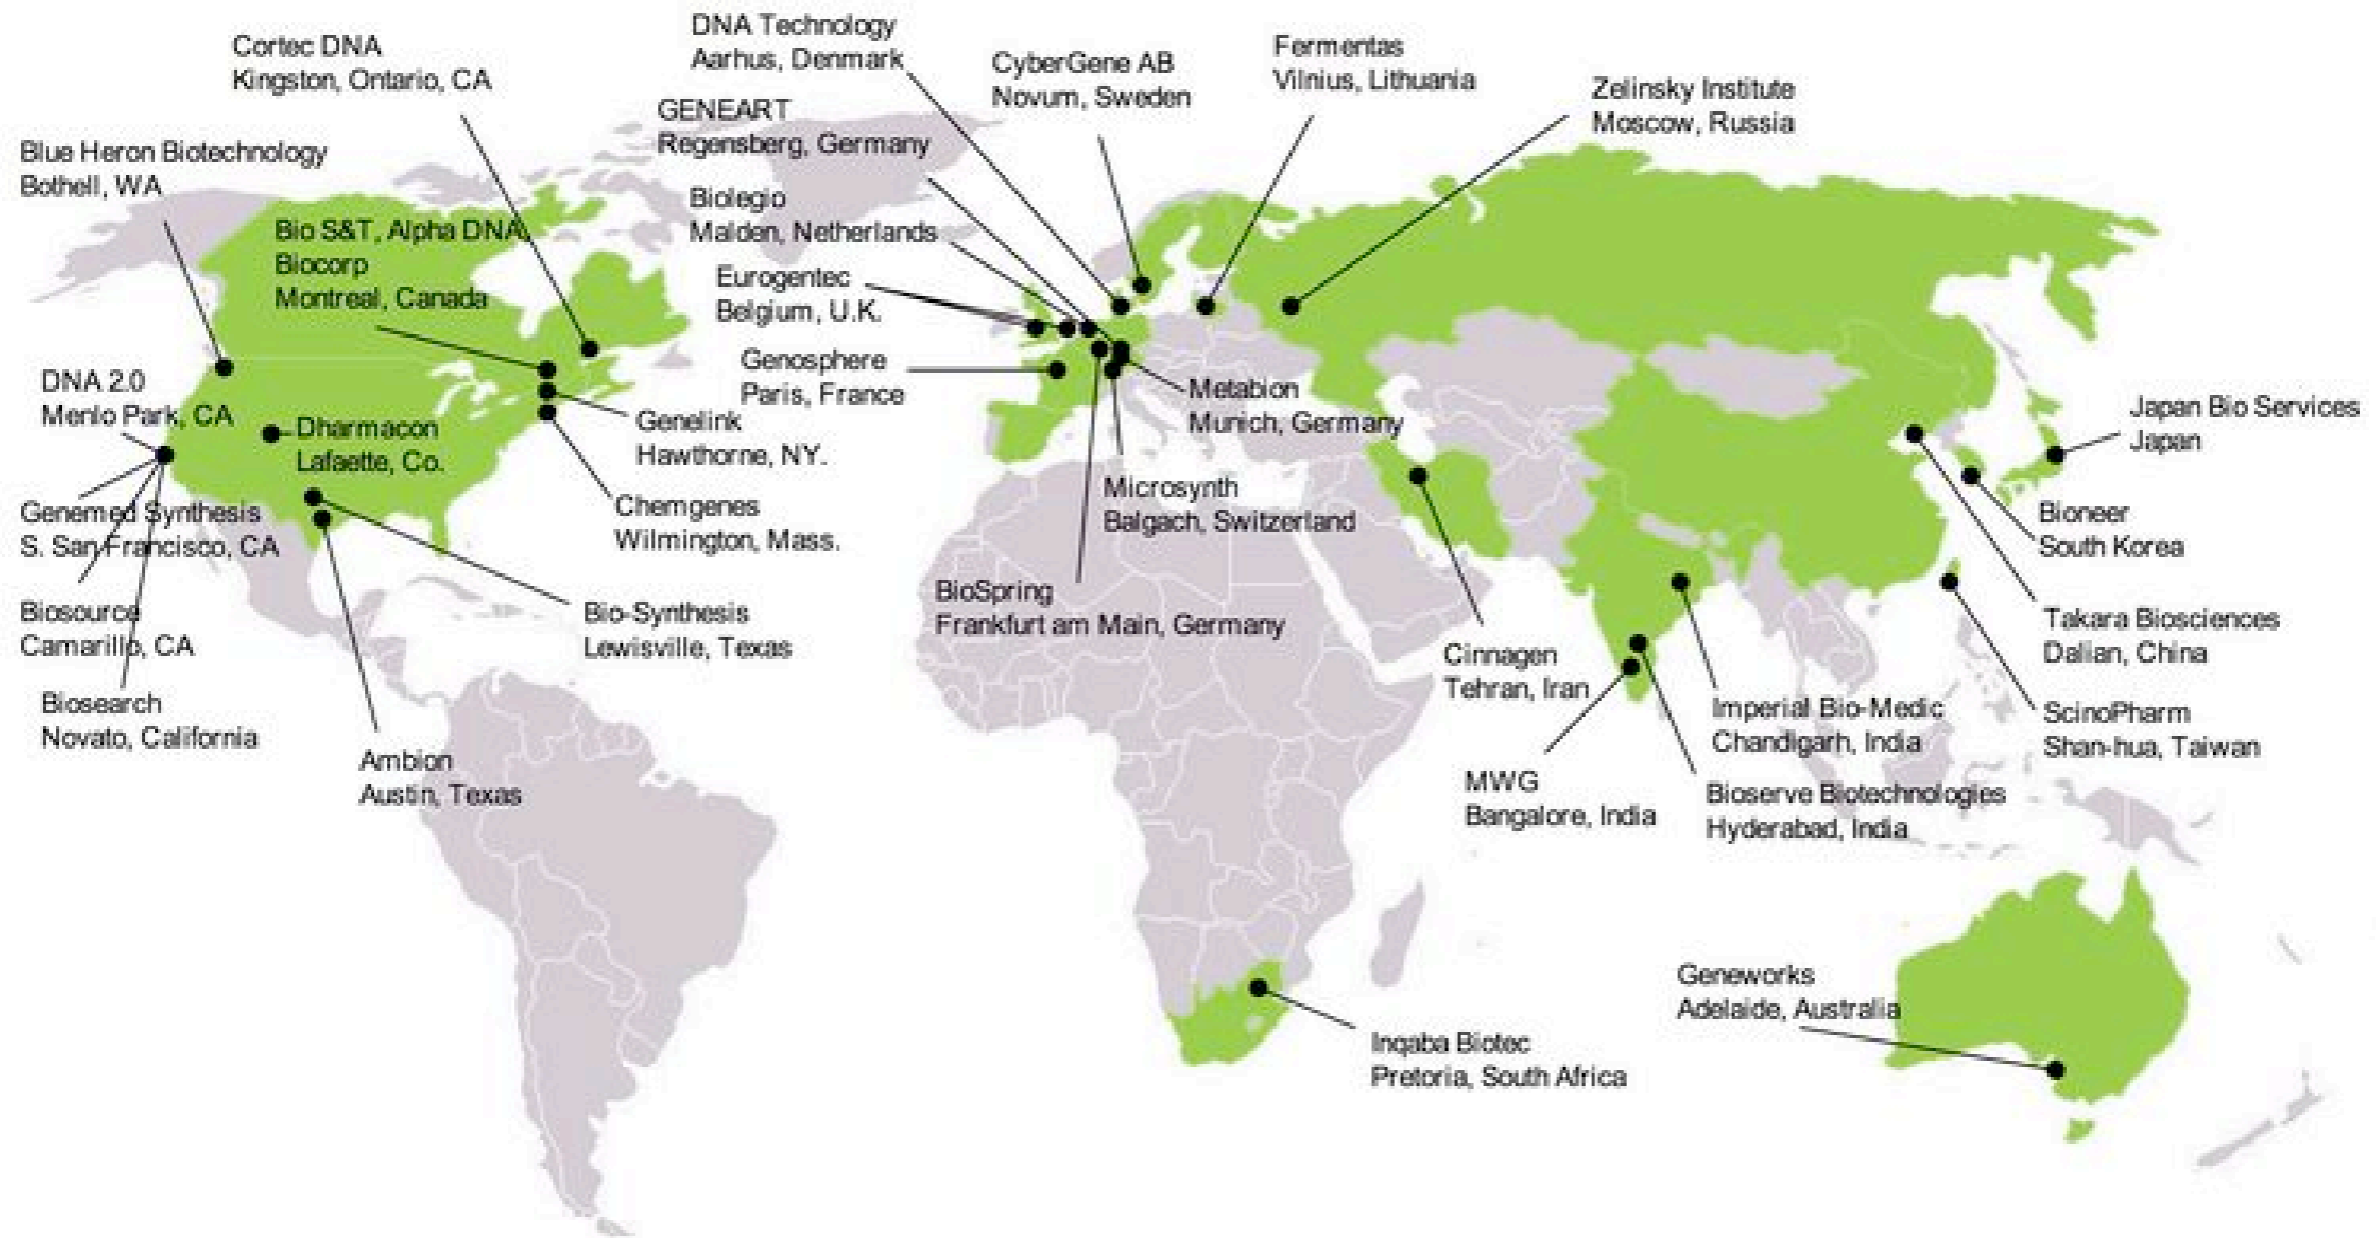 Cortec DNA
Kingston, Ontario, CA
DNA Technology
Aarhus, Denmark
CyberGene AB
Novum, Sweden
Fermentas
Vilnius, Lithuania
Zelinsky Institute
Moscow, Russia
GENEART
Regensberg, Germany
Blue Heron Biotechnology
Bothell, WA
Biolegio
Malden, Netherlands
Bio S&T, Alpha DNA,
Biocorp
Montreal, Canada
Eurogentec
Belgium, U.K.
Genosphere
Paris, France
DNA 2.0
Menlo Park, CA
Dharmacon
Lafaette, Co.
Genelink
Hawthorne, NY.
Metabion
Munich, Germany
Japan Bio Services
Japan
Genemed Synthesis
S. San Francisco, CA
Chemgenes
Wilmington, Mass.
Microsynth
Balgach, Switzerland
Bioneer
South Korea
Biosource
Camarillo, CA
Bio-Synthesis
Lewisville, Texas
BioSpring
Frankfurt am Main, Germany
Cinnagen
Tehran, Iran
Takara Biosciences
Dalian, China
Biosearch
Novato, California
Imperial Bio-Medic
Chandigarh, India
ScinoPharm
Shan-hua, Taiwan
Ambion
Austin, Texas
MWG
Bangalore, India
Bioserve Biotechnologies
Hyderabad, India
Geneworks
Adelaide, Australia
Inqaba Biotec
Pretoria, South Africa